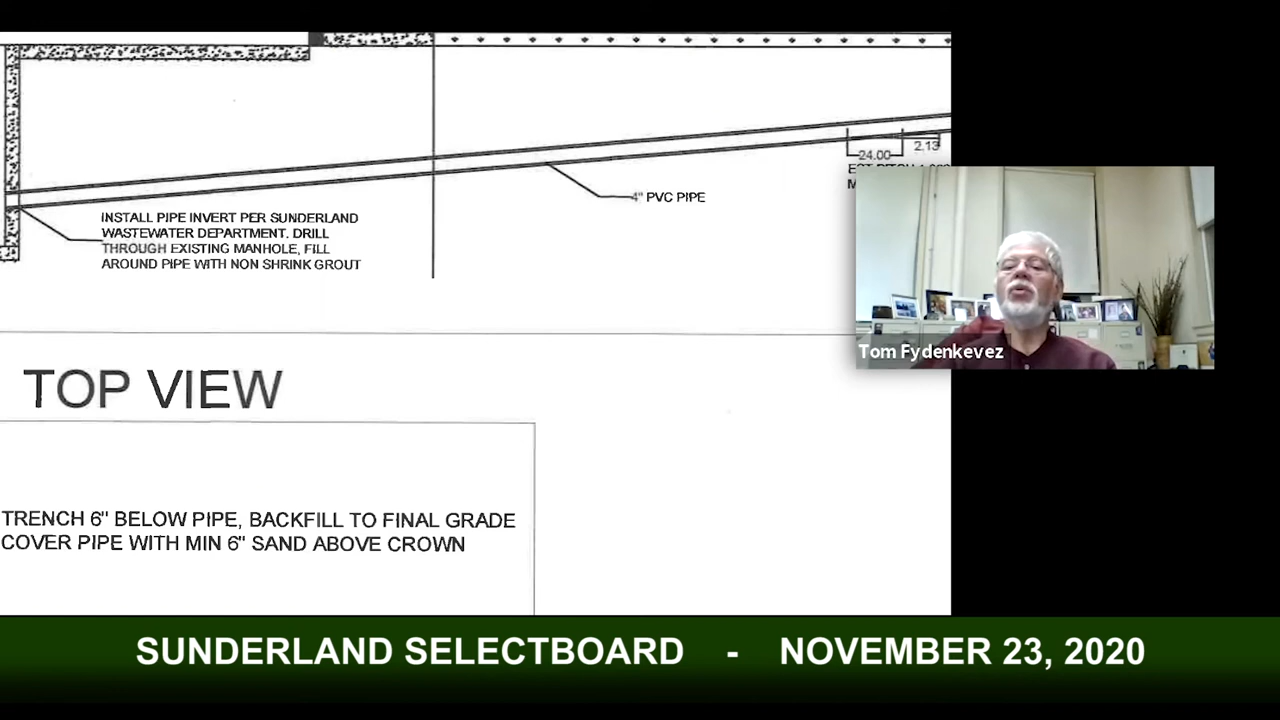 24.00
2.13
4" PVC PIPE
INSTALL PIPE INVERT PER SUNDERLAND
WASTEWATER DEPARTMENT. DRILL
THROUGH EXISTING MANHOLE, FILL
AROUND PIPE WITH NON SHRINK GROUT
Tom Fydenkevez
TOP VIEW
TRENCH 6" BELOW PIPE, BACKFILL TO FINAL GRADE
COVER PIPE WITH MIN 6" SAND ABOVE CROWN
SUNDERLAND SELECTBOARD - NOVEMBER 23, 2020